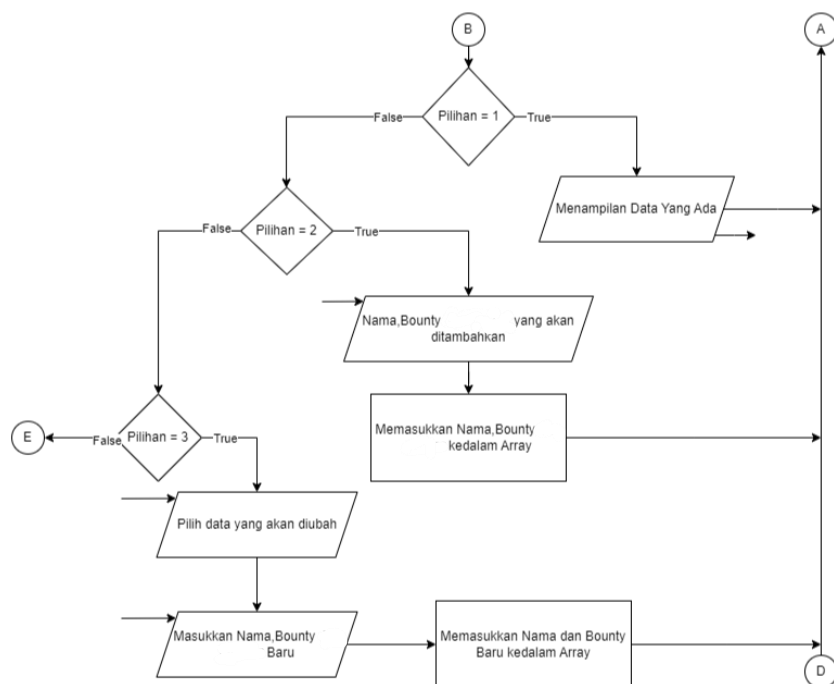 B
A
Pilihan = 1
False
True
Menampilan Data Yang Ada
Pilihan = 2
False
True
Nama,Bounty yang akan
ditambahkan
Memasukkan Nama,Bounty
kedalam Array
E
False
Pilihan = 3
True
Pilih data yang akan diubah
Masukkan Nama,Bounty
Baru
Memasukkan Nama dan Bounty
Baru kedalam Array
D